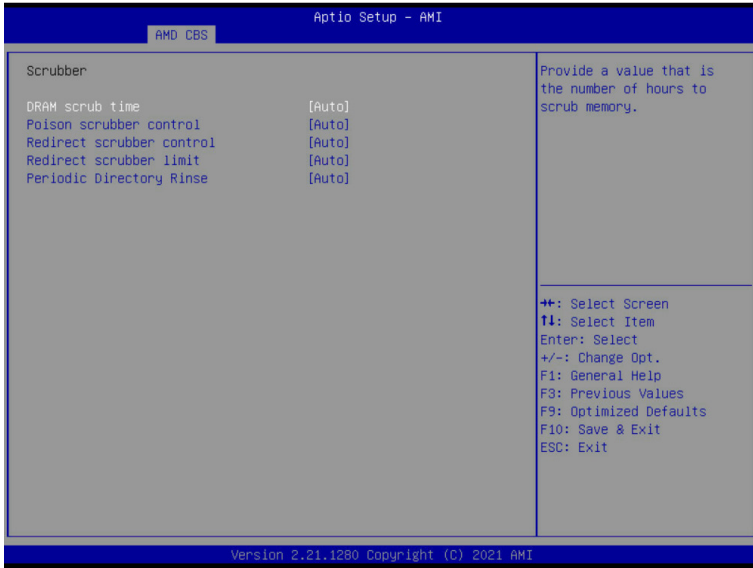 Aptio Setup - AMI
AMD CBS
Scrubber
DRAM scrub time [Auto]
Poison scrubber control [Auto]
Redirect scrubber control [Auto]
Redirect scrubber limit [Auto]
Periodic Directory Rinse [Auto]
Provide a value that is
the number of hours to
scrub memory.
→←: Select Screen
↑↓: Select Item
Enter: Select
+/-: Change Opt.
F1: General Help
F3: Previous Values
F9: Optimized Defaults
F10: Save & Exit
ESC: Exit
Version 2.21.1280 Copyright (C) 2021 AMI